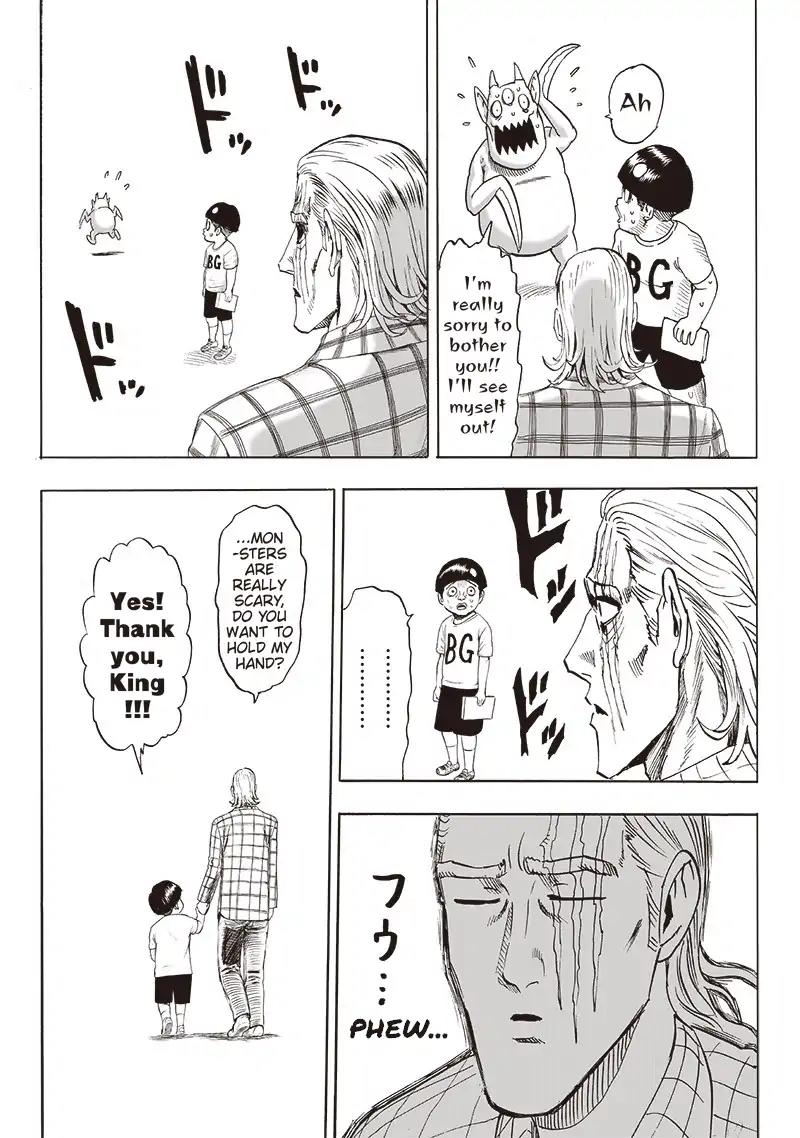 Ah
BG
I'm
really
sorry to
bother
you!!
I'll see
myself
out!
ドッ
ドッ
BG
ドッ
ドッ
BG
ドッ
………
………
フウ…
PHEW...
...MON
-STERS
ARE
REALLY
SCARY,
DO YOU
WANT TO
HOLD MY
HAND?
Yes!
Thank
you,
King
!!!